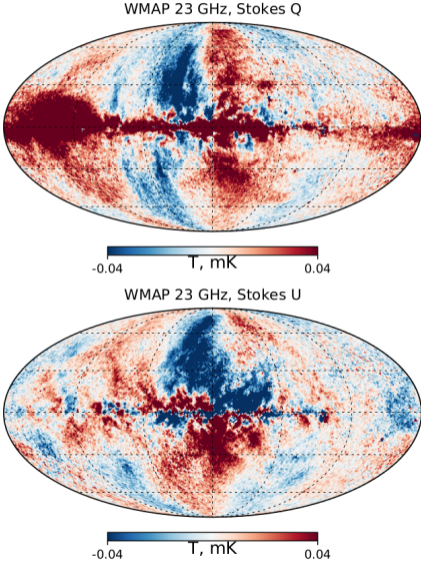 WMAP 23 GHz, Stokes Q
-0.04 T, mK 0.04
WMAP 23 GHz, Stokes U
-0.04 T, mK 0.04